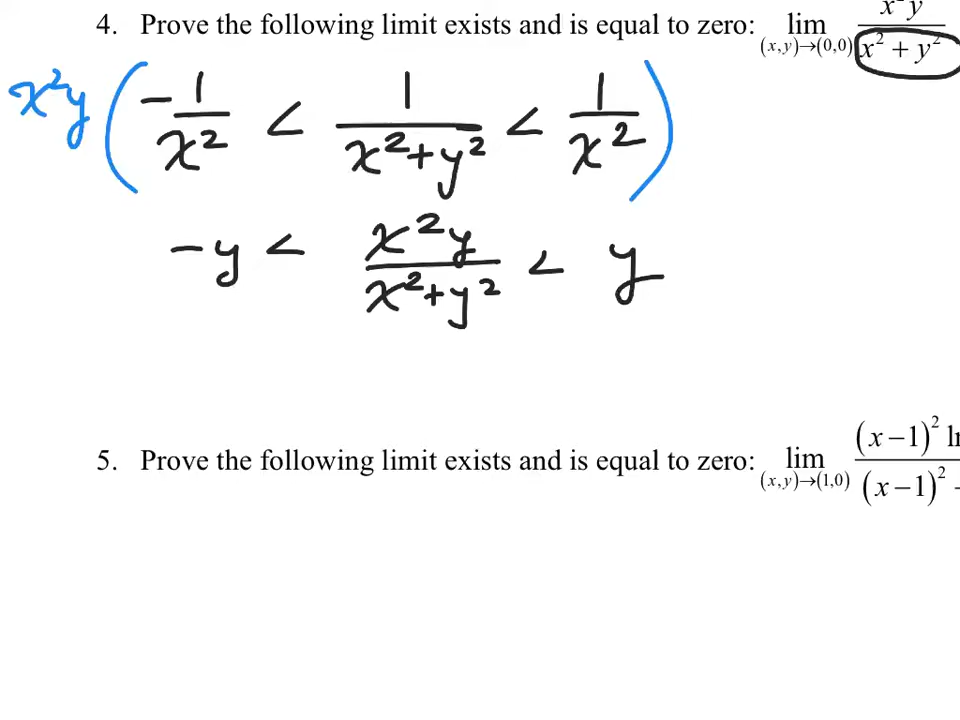 4. Prove the following limit exists and is equal to zero: lim (x,y)→(0,0) x²y / x² + y²
x²y ( -1/x² < 1/x²+y² < 1/x² )
-y < x²y/x²+y² < y
5. Prove the following limit exists and is equal to zero: lim (x,y)→(1,0) (x−1)² l / (x−1)² −